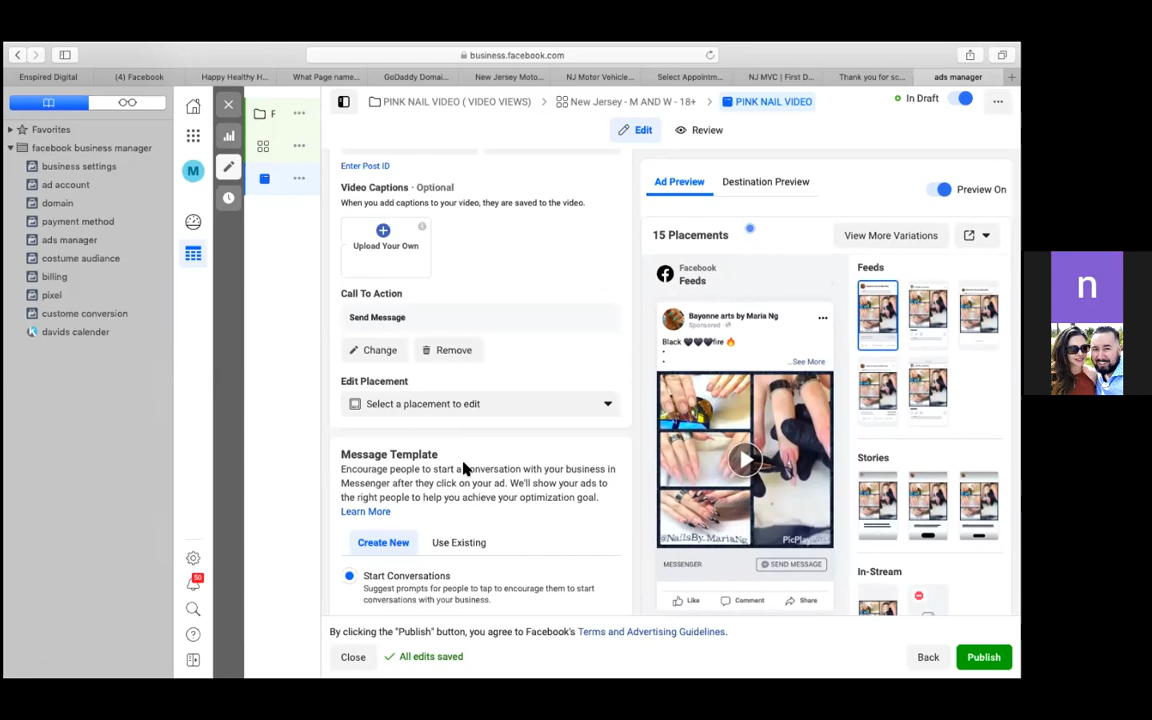 business.facebook.com
Enspired Digital
(4) Facebook
Happy Healthy H...
What Page name...
GoDaddy Domai...
New Jersey Moto...
NJ Motor Vehicle...
Select Appointm...
NJ MVC | First D...
Thank you for sc...
ads manager
Favorites
facebook business manager
business settings
ad account
domain
payment method
ads manager
costume audiance
billing
pixel
custome conversion
davids calender
M
50
F
PINK NAIL VIDEO ( VIDEO VIEWS)
New Jersey - M AND W - 18+
PINK NAIL VIDEO
In Draft
Edit
Review
Enter Post ID
Video Captions · Optional
When you add captions to your video, they are saved to the video.
Upload Your Own
Call To Action
Send Message
Change
Remove
Edit Placement
Select a placement to edit
Message Template
Encourage people to start a conversation with your business in
Messenger after they click on your ad. We'll show your ads to
the right people to help you achieve your optimization goal.
Learn More
Create New
Use Existing
Start Conversations
Suggest prompts for people to tap to encourage them to start
conversations with your business.
Ad Preview
Destination Preview
Preview On
15 Placements
View More Variations
Facebook
Feeds
Bayonne arts by Maria Ng
Sponsored
Black 🖤🖤🖤fire 🔥
...See More
#NailsBy.MariaNg
MESSENGER
SEND MESSAGE
Like
Comment
Share
Feeds
Stories
In-Stream
By clicking the "Publish" button, you agree to Facebook's Terms and Advertising Guidelines.
Close
All edits saved
Back
Publish
n